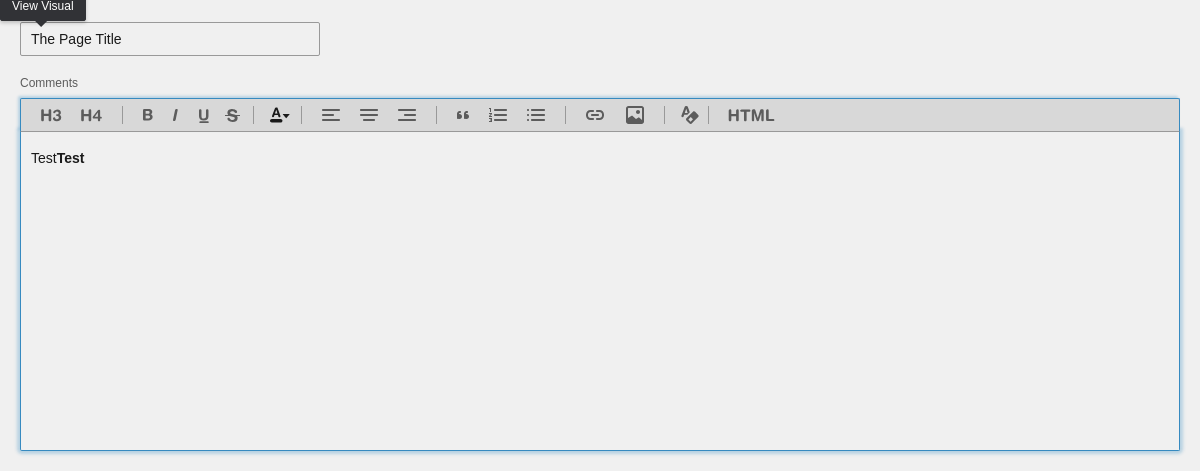 View Visual
The Page Title
Comments
H3 H4 B I U S A HTML
TestTest